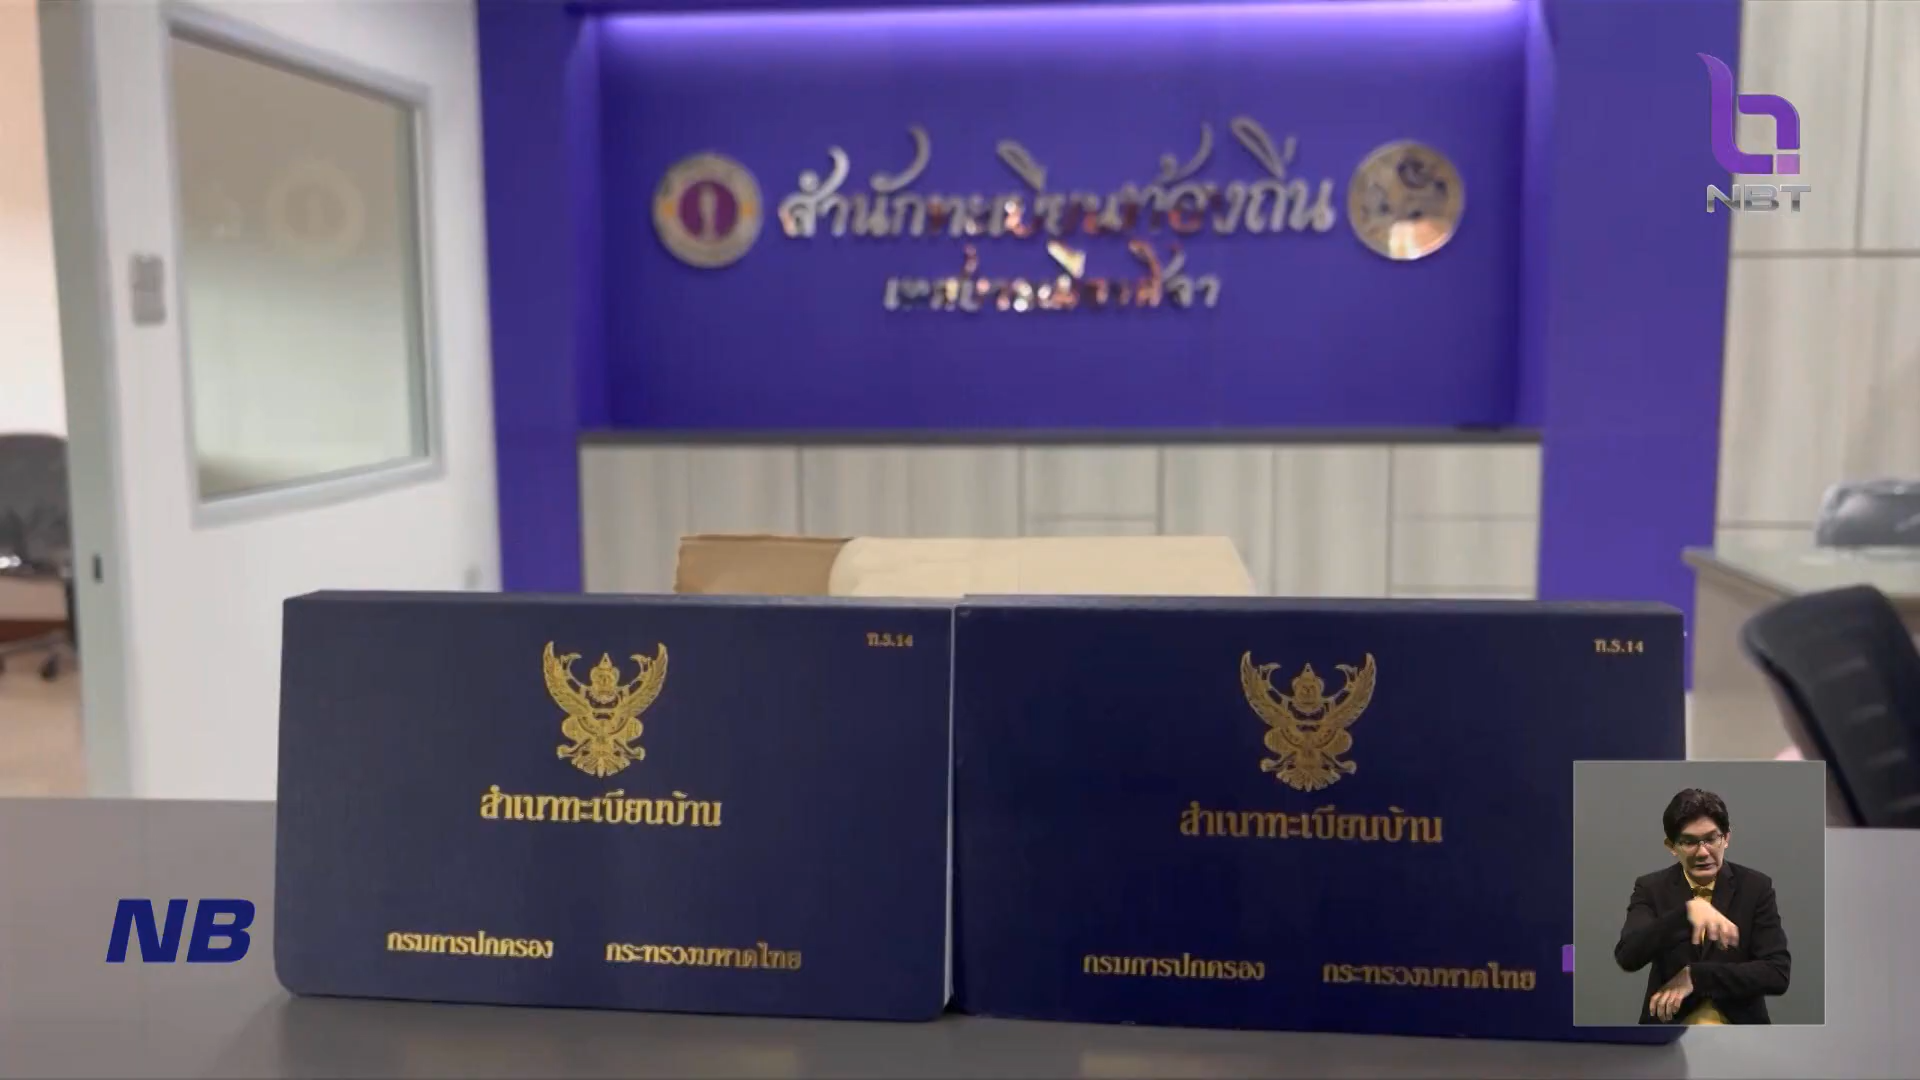 สำนักทะเบียนท้องถิ่น
NBT
ท.ร.14
สำเนาทะเบียนบ้าน
กรมการปกครอง กระทรวงมหาดไทย
ท.ร.14
สำเนาทะเบียนบ้าน
กรมการปกครอง กระทรวงมหาดไทย
NB